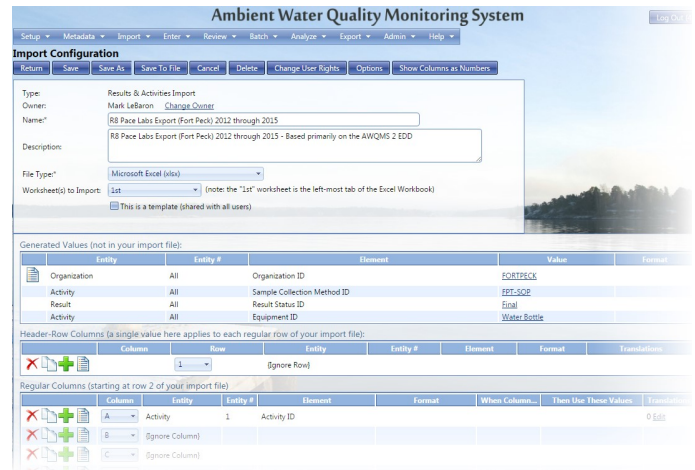 Ambient Water Quality Monitoring System
Log Out
Setup Metadata Import Enter Review Batch Analyze Export Admin Help
Import Configuration
Return Save Save As Save To File Cancel Delete Change User Rights Options Show Columns as Numbers
Type: Results & Activities Import
Owner: Mark LeBaron Change Owner
Name:* R8 Pace Labs Export (Fort Peck) 2012 through 2015
Description: R8 Pace Labs Export (Fort Peck) 2012 through 2015 - Based primarily on the AWQMS 2 EDD
File Type:* Microsoft Excel (xlsx)
Worksheet(s) to Import: 1st (note: the "1st" worksheet is the left-most tab of the Excel Workbook)
This is a template (shared with all users)
Generated Values (not in your import file):
Entity Entity # Element Value Format
Organization All Organization ID FORTPECK
Activity All Sample Collection Method ID FPT-SOP
Result All Result Status ID Final
Activity All Equipment ID Water Bottle
Header-Row Columns (a single value here applies to each regular row of your import file):
Column Row Entity Entity # Element Format Translations
1 {Ignore Row}
Regular Columns (starting at row 2 of your import file)
Column Entity Entity # Element Format When Column... Then Use These Values Translations
A Activity 1 Activity ID 0 Edit
B {Ignore Column}
C {Ignore Column}